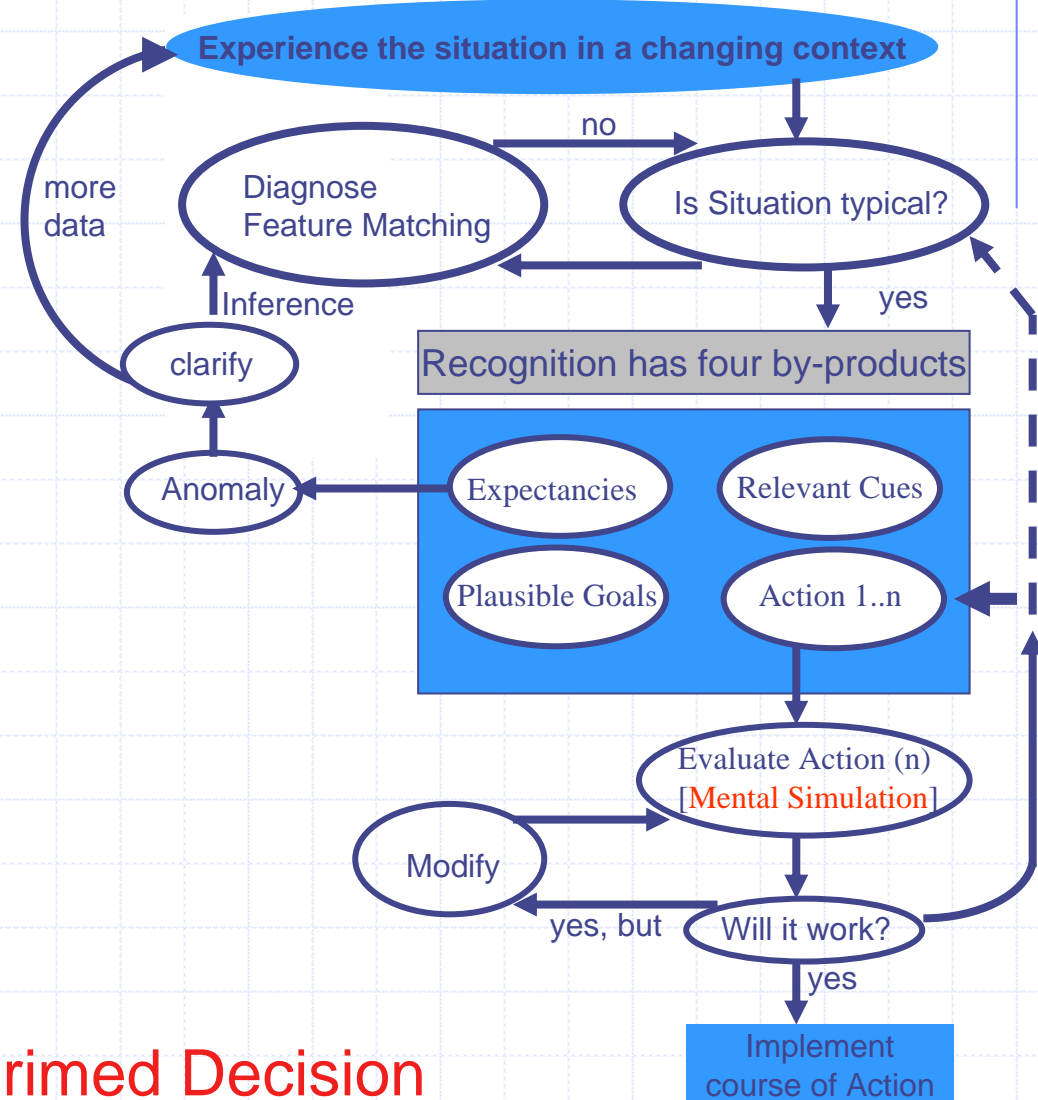 Experience the situation in a changing context
no
more
data
Diagnose
Feature Matching
Is Situation typical?
Inference
yes
clarify
Recognition has four by-products
Anomaly
Expectancies
Relevant Cues
Plausible Goals
Action 1..n
Evaluate Action (n)
[Mental Simulation]
Modify
yes, but
Will it work?
yes
Implement
course of Action
rimed Decision